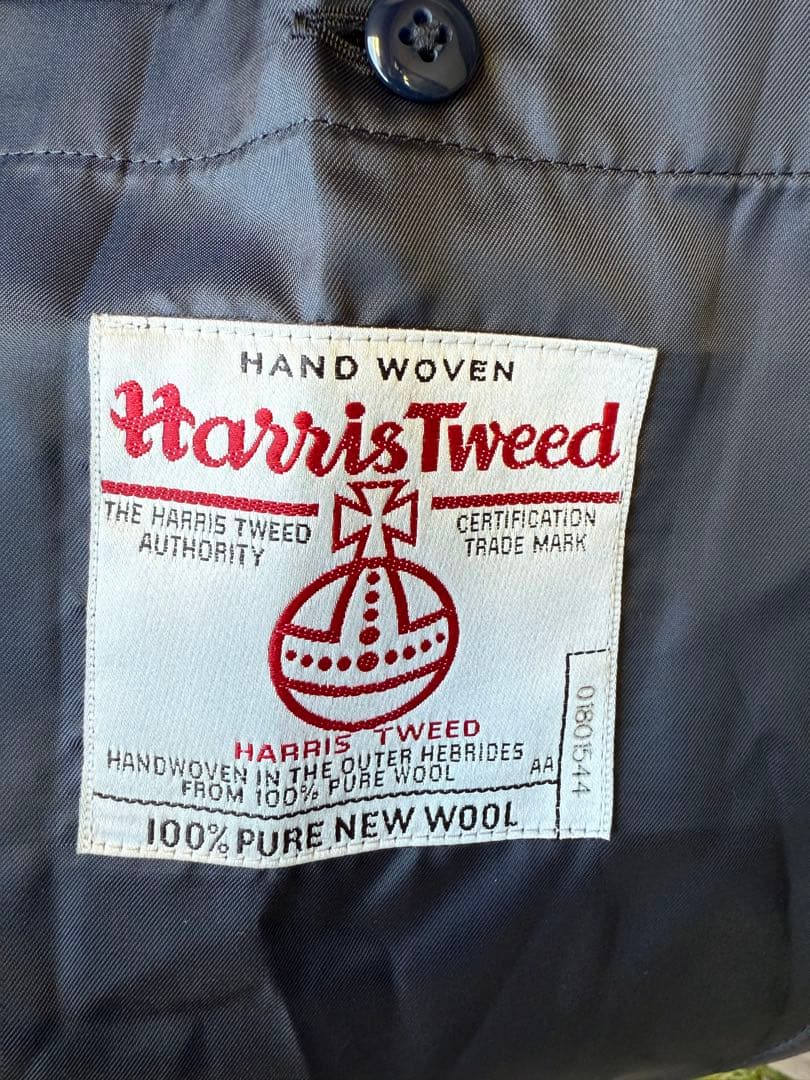 HAND WOVEN
Harris Tweed
THE HARRIS TWEED
AUTHORITY
CERTIFICATION
TRADE MARK
HARRIS TWEED
HANDWOVEN IN THE OUTER HEBRIDES
FROM 100% PURE WOOL
AA
01801544
100% PURE NEW WOOL